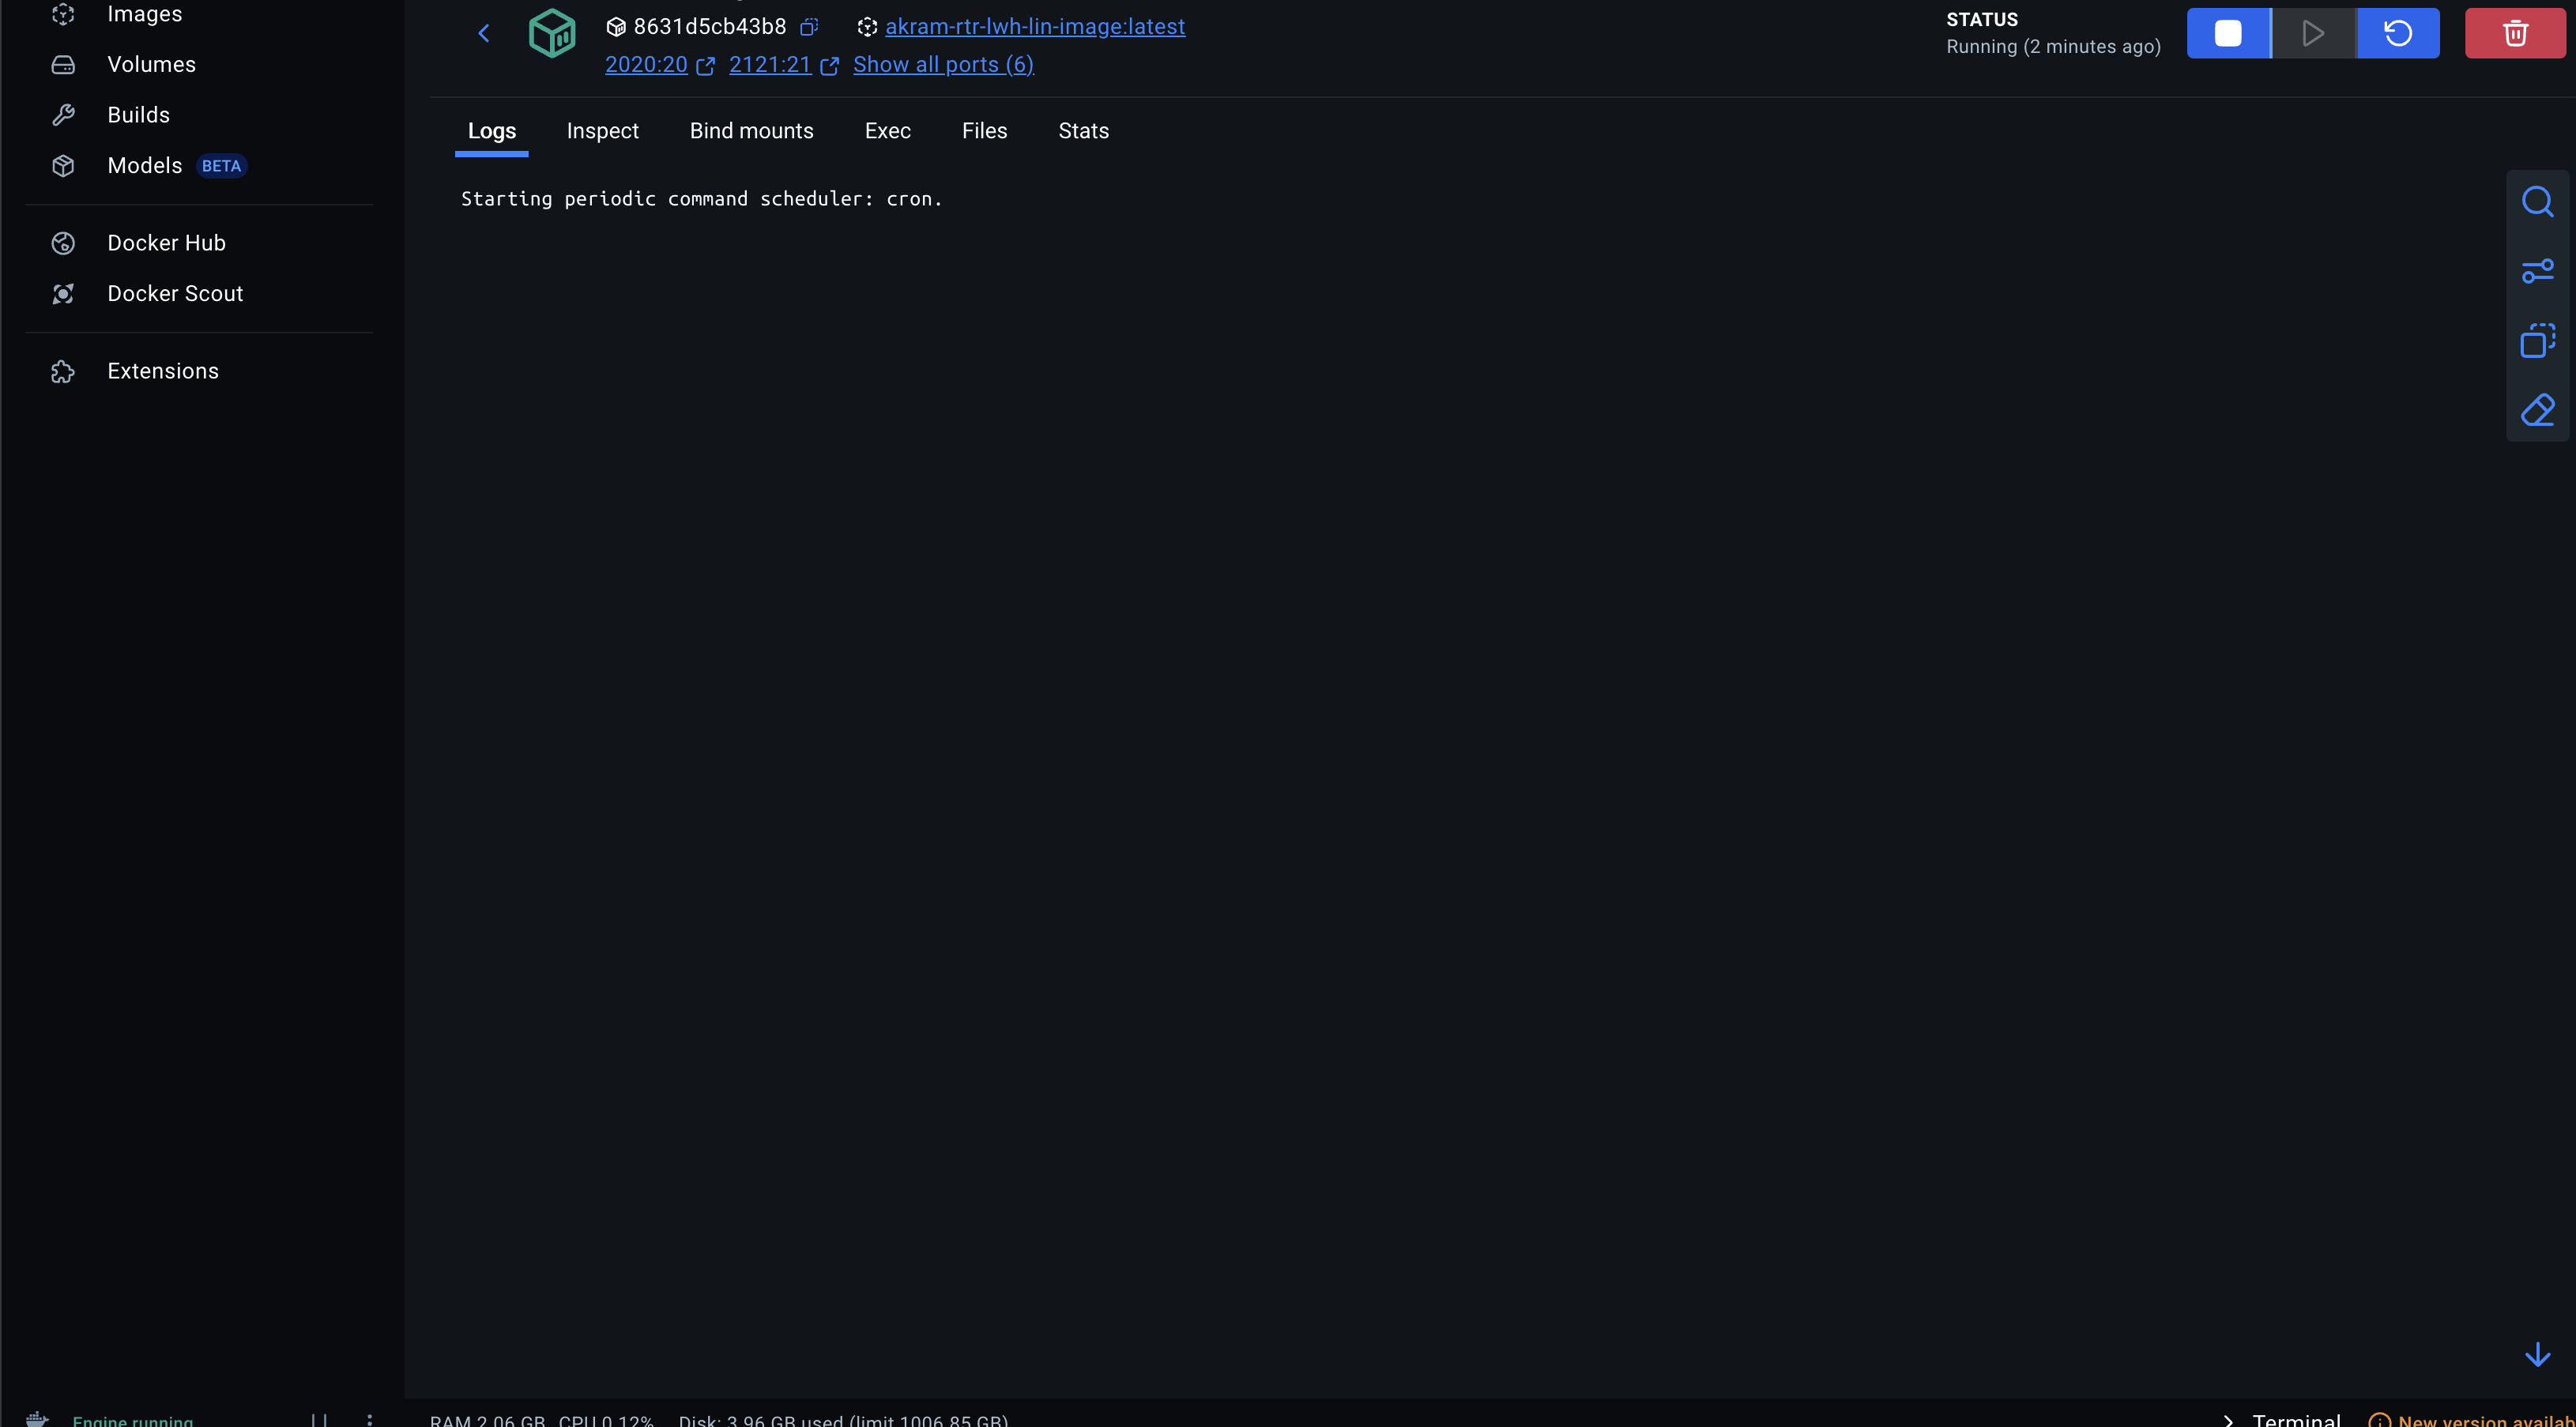 Images
Volumes
Builds
Models BETA
Docker Hub
Docker Scout
Extensions
8631d5cb43b8 akram-rtr-lwh-lin-image:latest
2020:20 2121:21 Show all ports (6)
STATUS
Running (2 minutes ago)
Logs Inspect Bind mounts Exec Files Stats
Starting periodic command scheduler: cron.
Engine running RAM 2.06 GB CPU 0.12% Disk: 3.96 GB used (limit 1006.85 GB) Terminal New version availab